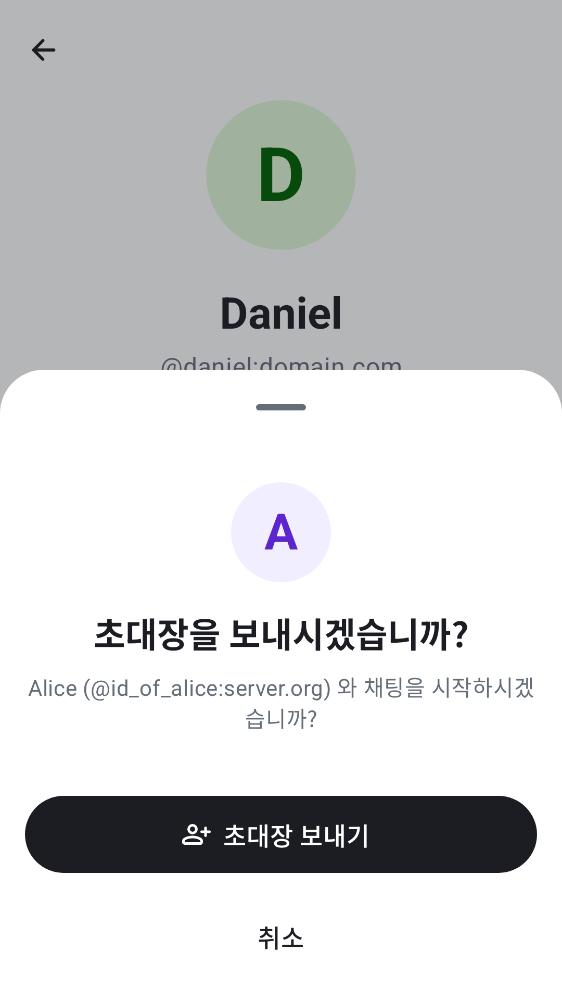 D
Daniel
@daniel:domain.com
A
초대장을 보내시겠습니까?
Alice (@id_of_alice:server.org) 와 채팅을 시작하시겠
습니까?
초대장 보내기
취소